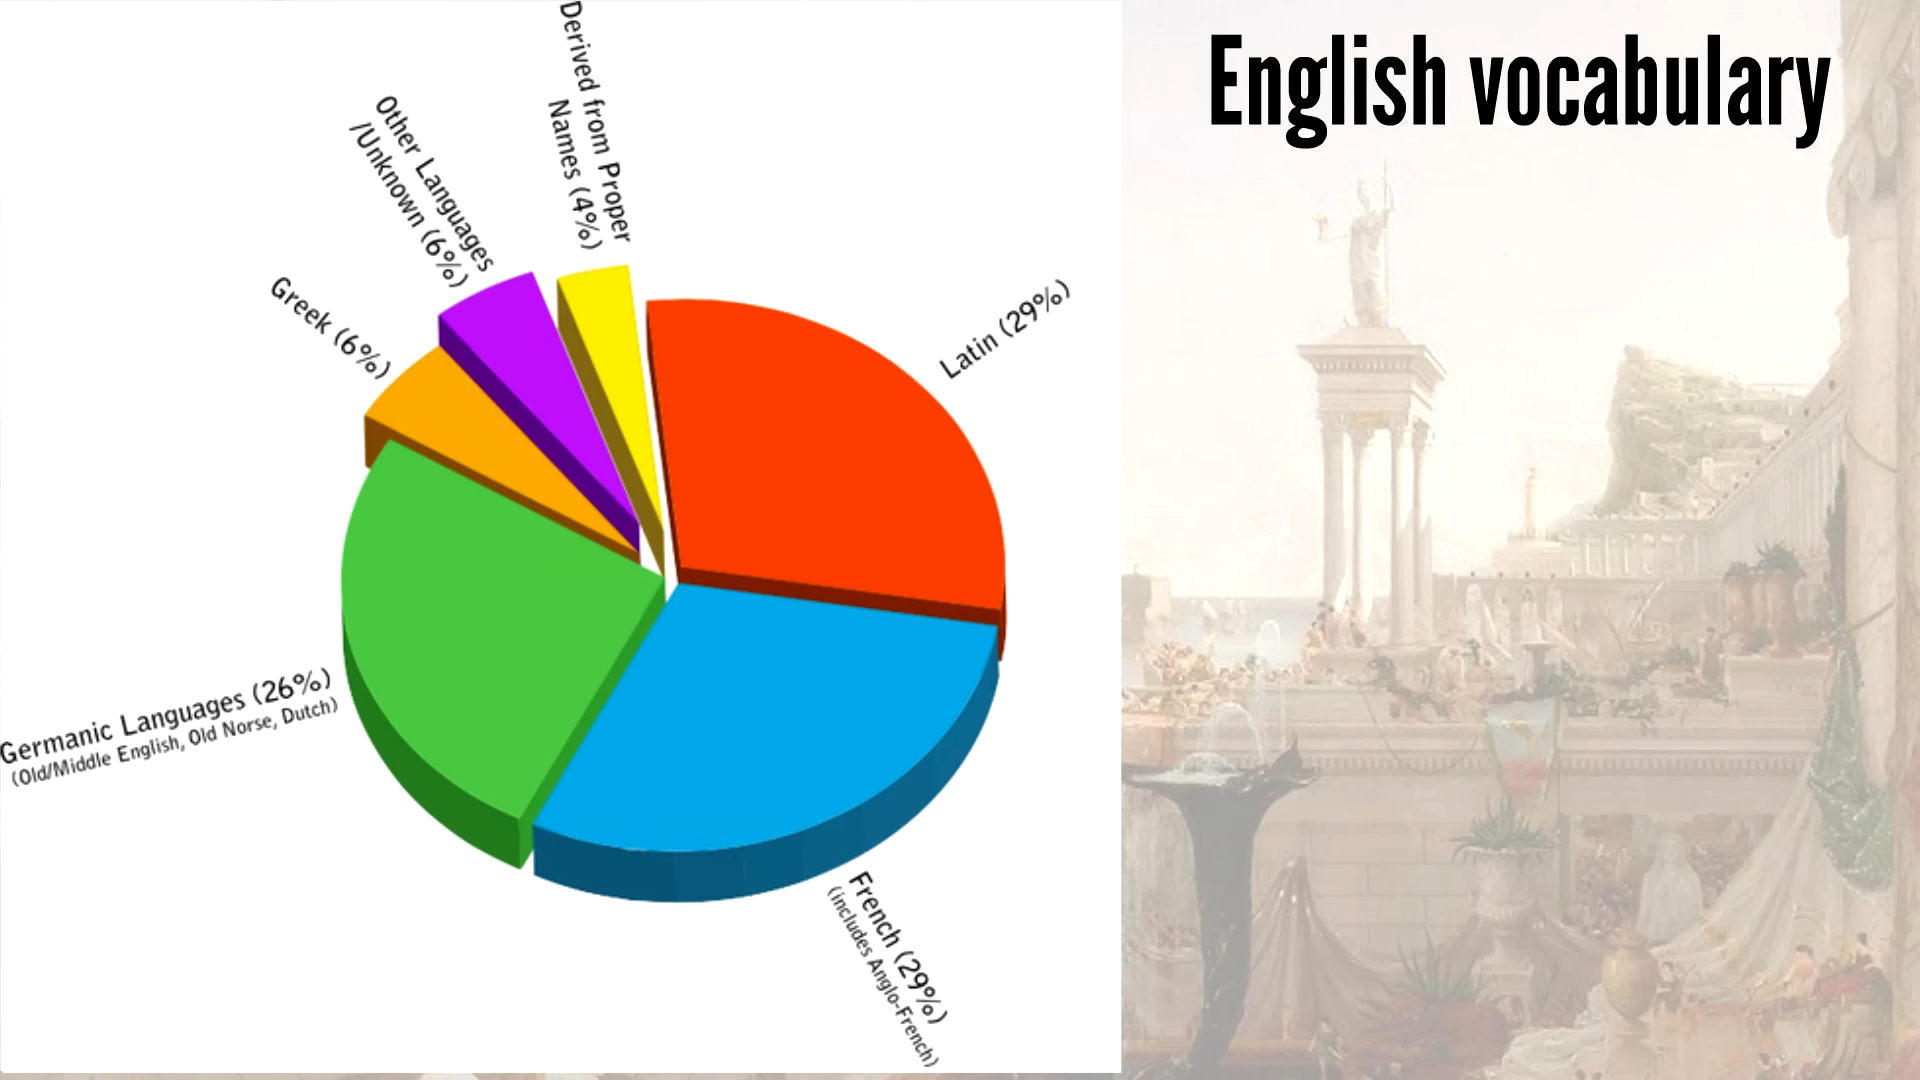 English vocabulary
Derived from Proper
Names (4%)
Other Languages
/Unknown (6%)
Greek (6%)
Latin (29%)
Germanic Languages (26%)
(Old/Middle English, Old Norse, Dutch)
French (29%)
(includes Anglo-French)